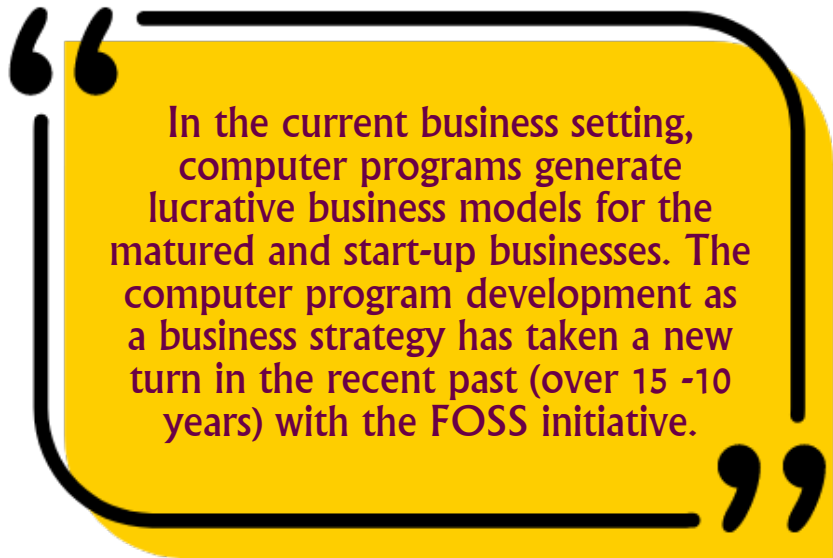 In the current business setting,
computer programs generate
lucrative business models for the
matured and start-up businesses. The
computer program development as
a business strategy has taken a new
turn in the recent past (over 15 -10
years) with the FOSS initiative.